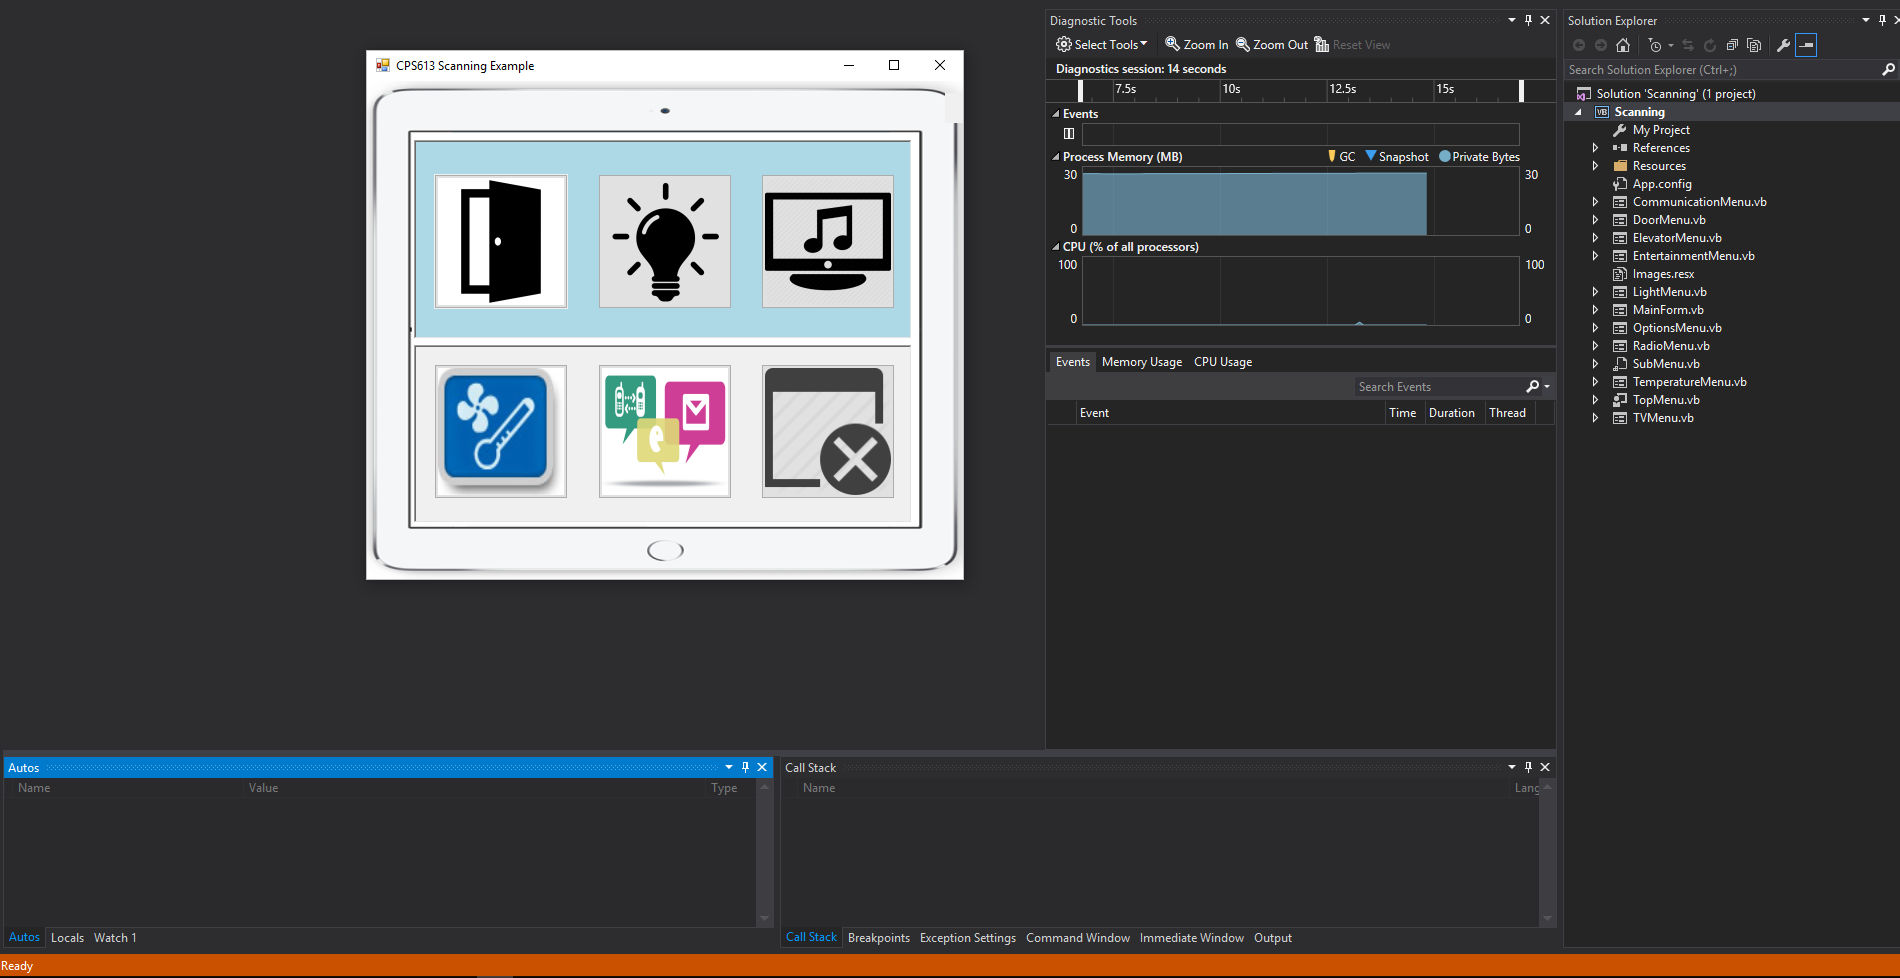 CPS613 Scanning Example
Diagnostic Tools
Select Tools Zoom In Zoom Out Reset View
Diagnostics session: 14 seconds
7.5s 10s 12.5s 15s
Events
Process Memory (MB) GC Snapshot Private Bytes
30 30
0 0
CPU (% of all processors)
100 100
0 0
Events Memory Usage CPU Usage
Search Events
Event Time Duration Thread
Solution Explorer
Search Solution Explorer (Ctrl+;)
Solution 'Scanning' (1 project)
VB Scanning
My Project
References
Resources
App.config
CommunicationMenu.vb
DoorMenu.vb
ElevatorMenu.vb
EntertainmentMenu.vb
Images.resx
LightMenu.vb
MainForm.vb
OptionsMenu.vb
RadioMenu.vb
SubMenu.vb
TemperatureMenu.vb
TopMenu.vb
TVMenu.vb
e
Autos
Name Value Type
Autos Locals Watch 1
Call Stack
Name Lang
Call Stack Breakpoints Exception Settings Command Window Immediate Window Output
Ready